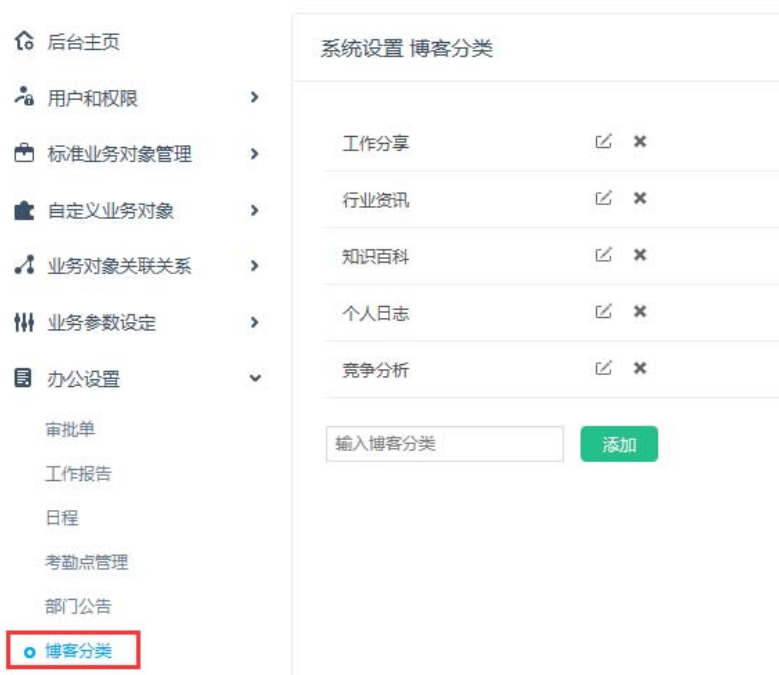 后台主页
用户和权限
标准业务对象管理
自定义业务对象
业务对象关联关系
业务参数设定
办公设置
审批单
工作报告
日程
考勤点管理
部门公告
博客分类
系统设置 博客分类
工作分享
行业资讯
知识百科
个人日志
竞争分析
输入博客分类
添加